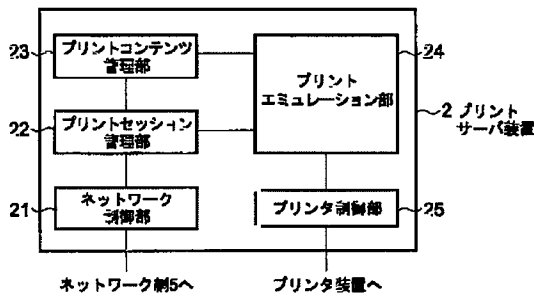 23
プリントコンテンツ
管理部
24
プリント
エミュレーション部
22
プリントセッション
管理部
2 プリント
サーバ装置
21
ネットワーク
制御部
プリンタ制御部
25
ネットワーク網5へ
プリンタ装置へ